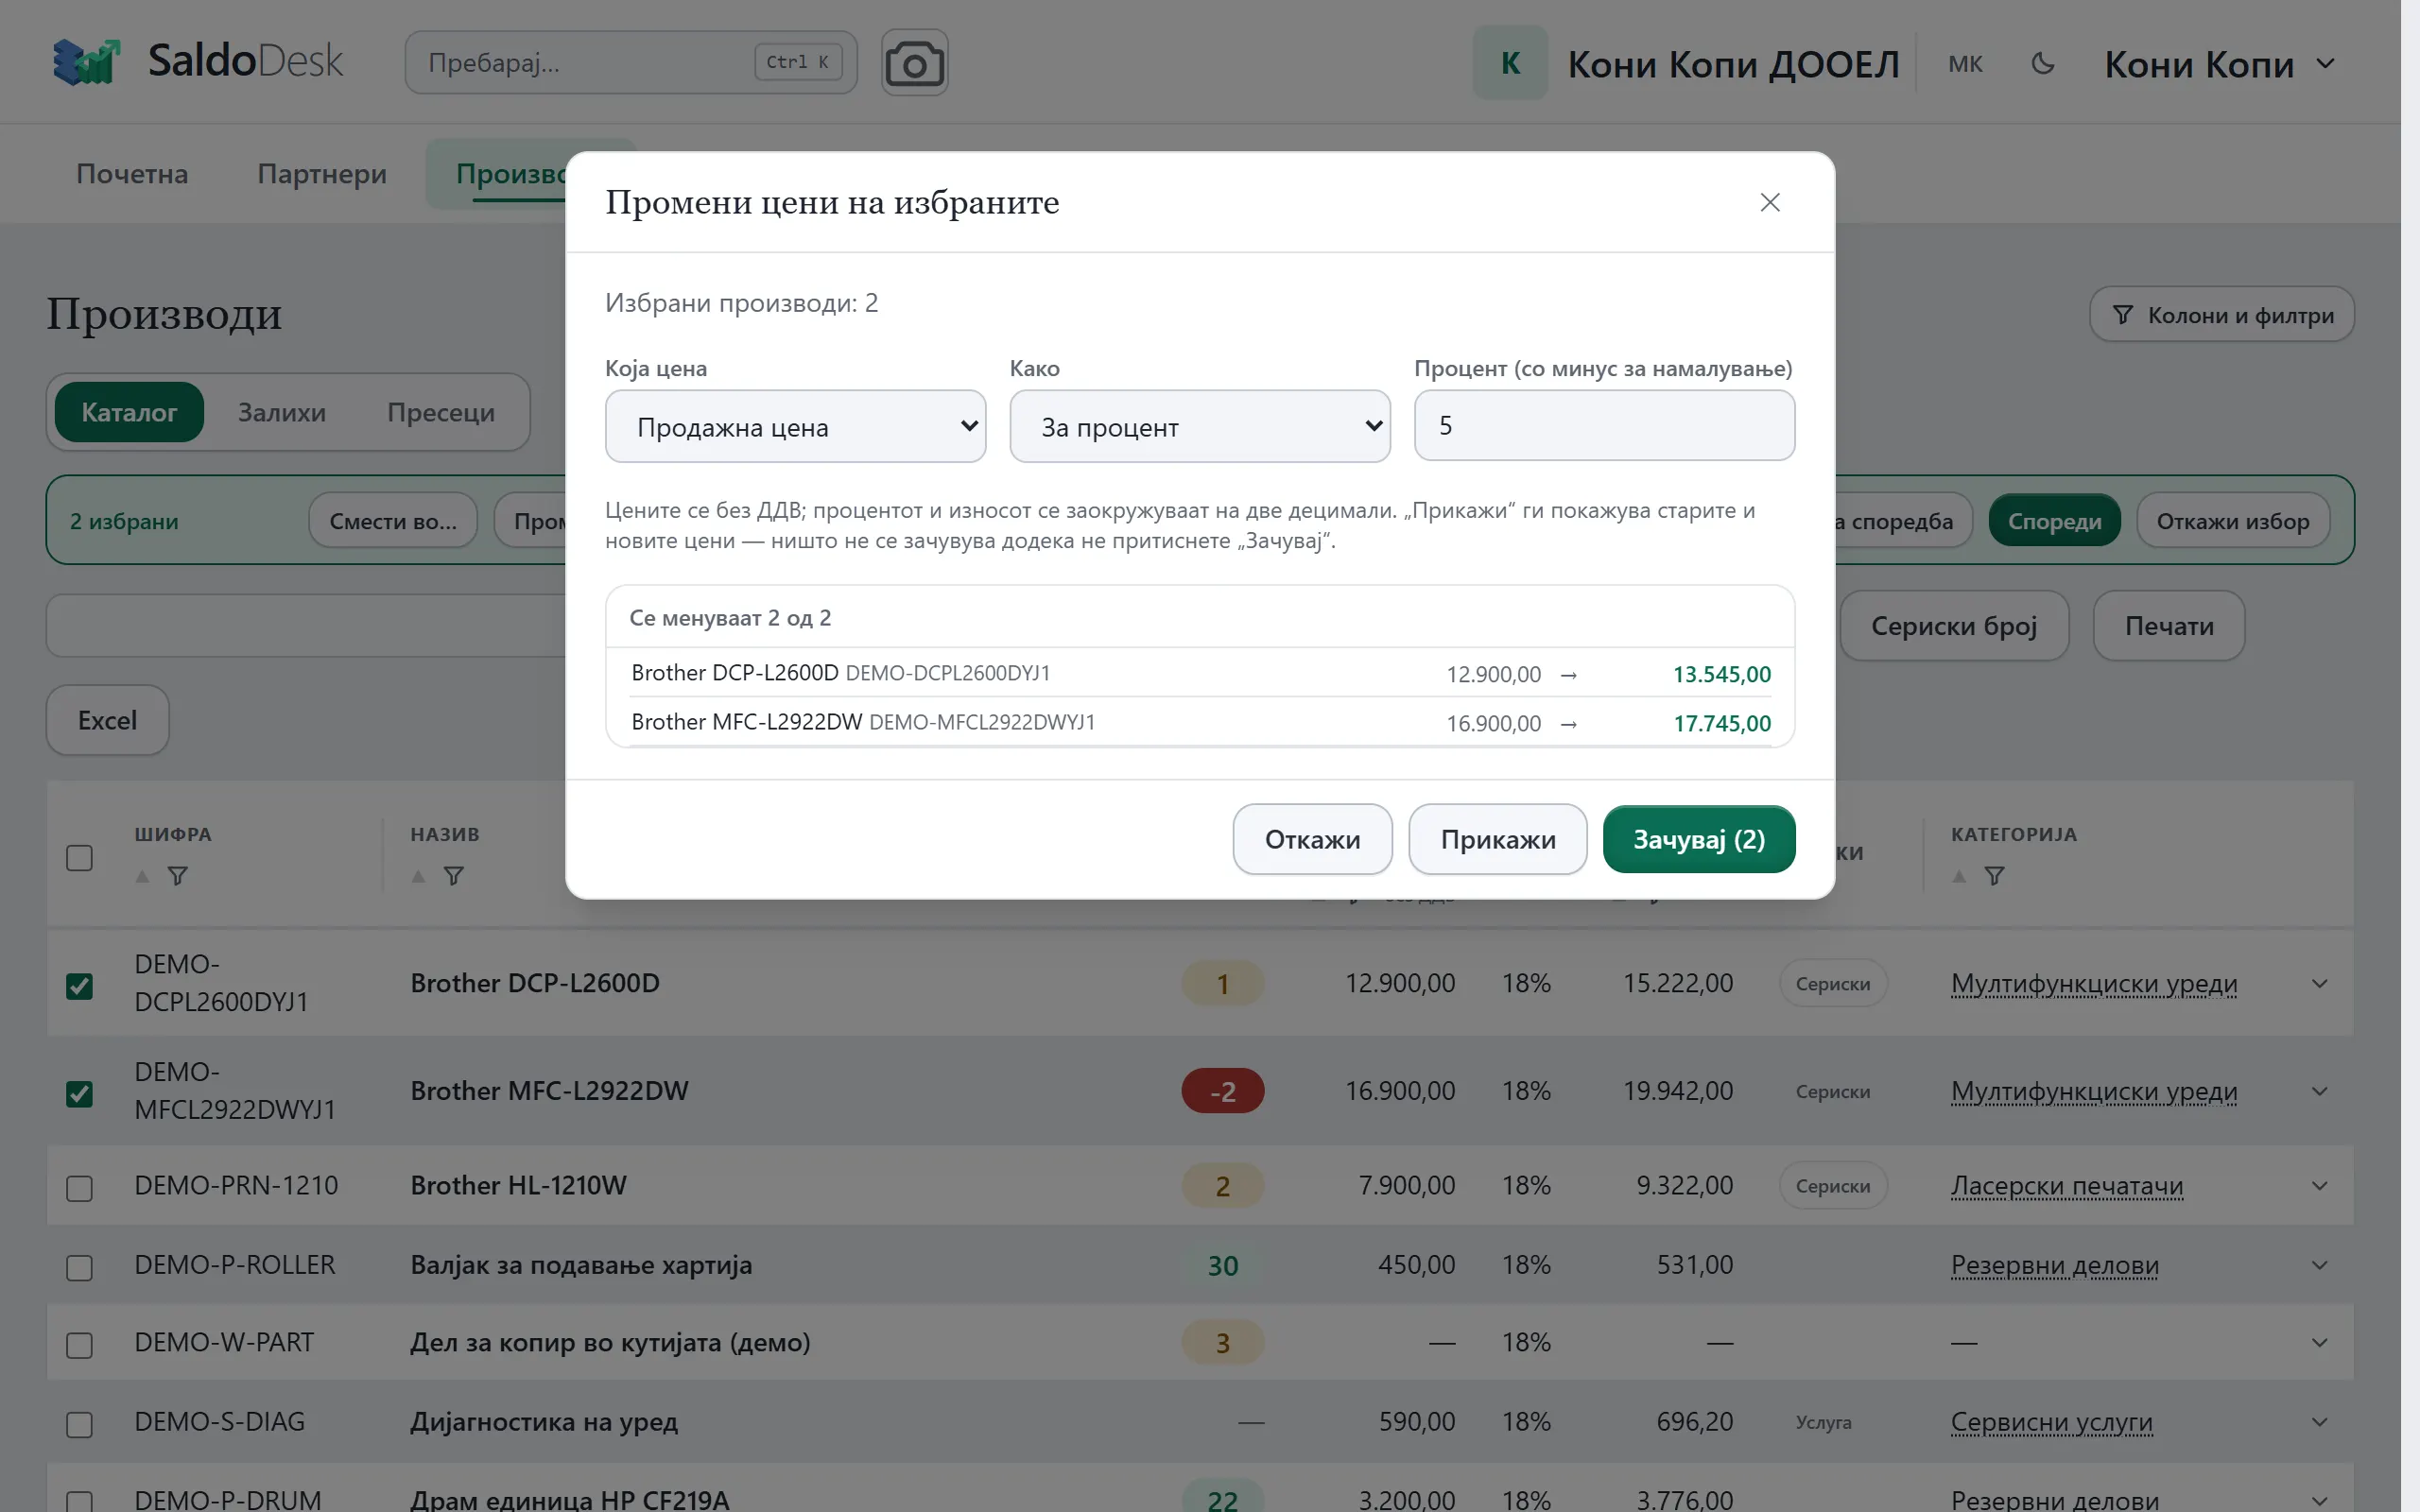 SaldoDesk
Пребарај... Ctrl K
К Кони Копи ДООЕЛ МК Кони Копи
Почетна Партнери
Промени цени на избраните
Избрани производи: 2
Која цена Како Процент (со минус за намалување)
Продажна цена За процент 5
Цените се без ДДВ; процентот и износот се заокружуваат на две децимали. „Прикажи“ ги покажува старите и
новите цени — ништо не се зачувува додека не притиснете „Зачувај“.
Се менуваат 2 од 2
Brother DCP-L2600D DEMO-DCPL2600DYJ1 12.900,00 → 13.545,00
Brother MFC-L2922DW DEMO-MFCL2922DWYJ1 16.900,00 → 17.745,00
Откажи Прикажи Зачувај (2)
Производи
Колони и филтри
Каталог Залихи Пресеци
2 избрани Смести во... споредба Спореди Откажи избор
Сериски број Печати
Excel
ШИФРА НАЗИВ КАТЕГОРИЈА
DEMO-
DCPL2600DYJ1 Brother DCP-L2600D 1 12.900,00 18% 15.222,00 Сериски Мултифункциски уреди
DEMO-
MFCL2922DWYJ1 Brother MFC-L2922DW -2 16.900,00 18% 19.942,00 Сериски Мултифункциски уреди
DEMO-PRN-1210 Brother HL-1210W 2 7.900,00 18% 9.322,00 Сериски Ласерски печатачи
DEMO-P-ROLLER Валјак за подавање хартија 30 450,00 18% 531,00 Резервни делови
DEMO-W-PART Дел за копир во кутијата (демо) 3 — 18% — —
DEMO-S-DIAG Дијагностика на уред — 590,00 18% 696,20 Услуга Сервисни услуги
DEMO-P-DRUM Драм единица HP CF219A 22 3.200,00 18% 3.776,00 Резервни делови